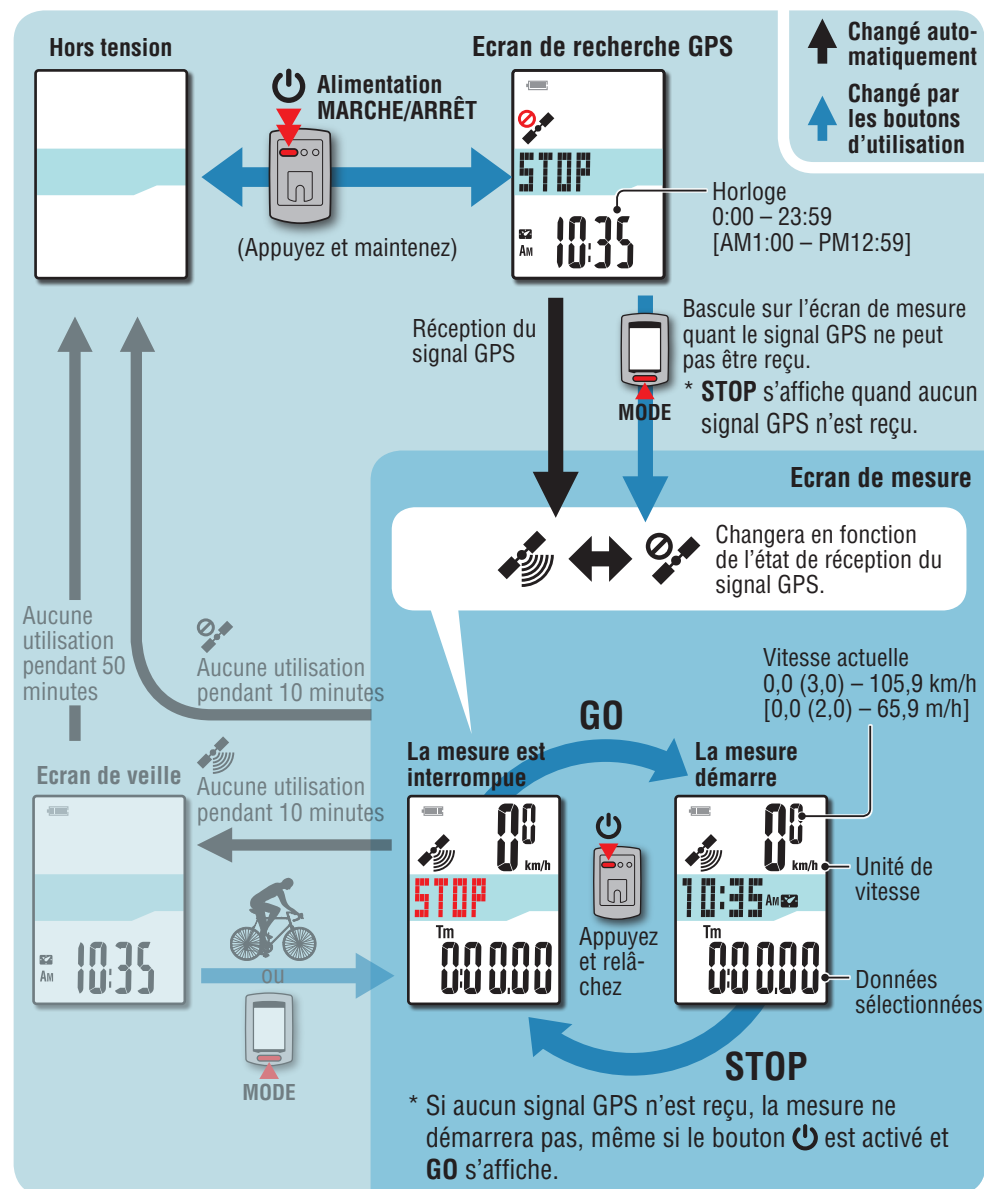 Hors tension
Alimentation
MARCHE/ARRÊT
(Appuyez et maintenez)
Ecran de recherche GPS
STOP
AM 10:35
Changé auto-
matiquement
Changé par
les boutons
d'utilisation
Horloge
0:00 – 23:59
[AM1:00 – PM12:59]
Réception du
signal GPS
MODE
Bascule sur l'écran de mesure
quant le signal GPS ne peut
pas être reçu.
* STOP s'affiche quand aucun
signal GPS n'est reçu.
Ecran de mesure
Changera en fonction
de l'état de réception du
signal GPS.
Aucune
utilisation
pendant 50
minutes
Aucune utilisation
pendant 10 minutes
Aucune utilisation
pendant 10 minutes
Ecran de veille
AM 10:35
ou
MODE
Vitesse actuelle
0,0 (3,0) – 105,9 km/h
[0,0 (2,0) – 65,9 m/h]
GO
La mesure est
interrompue
00 km/h
STOP
Tm
0:00.00
Appuyez
et relâ-
chez
La mesure
démarre
00 km/h
10:35 AM
Tm
0:00.00
Unité de
vitesse
Données
sélectionnées
STOP
* Si aucun signal GPS n'est reçu, la mesure ne
démarrera pas, même si le bouton est activé et
GO s'affiche.